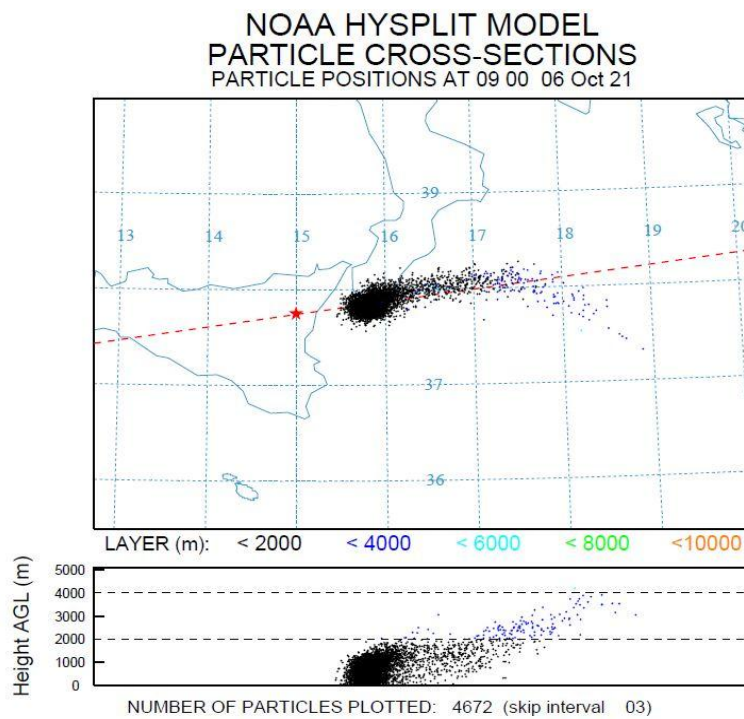 NOAA HYSPLIT MODEL
PARTICLE CROSS-SECTIONS
PARTICLE POSITIONS AT 09 00 06 Oct 21
39
13 14 15 16 17 18 19 20
37
36
LAYER (m): < 2000 < 4000 < 6000 < 8000 <10000
Height AGL (m)
5000
4000
3000
2000
1000
0
NUMBER OF PARTICLES PLOTTED: 4672 (skip interval 03)